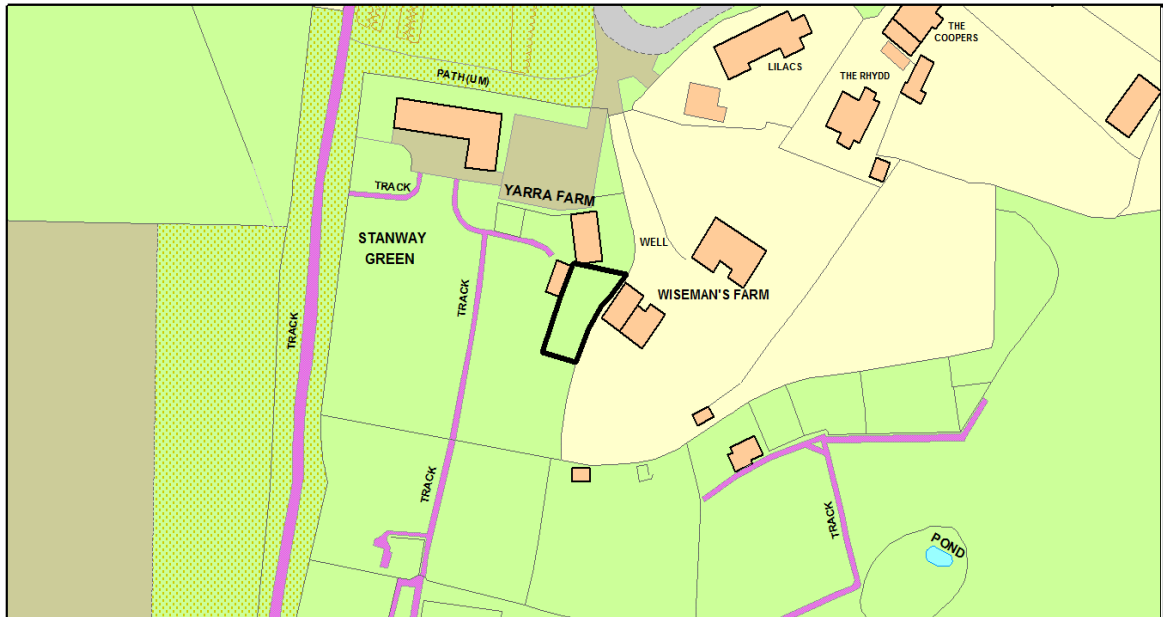 THE
COOPERS
LILACS
THE RHYDD
PATH (UM)
TRACK
YARRA FARM
STANWAY
GREEN
WELL
WISEMAN'S FARM
TRACK
TRACK
TRACK
TRACK
POND